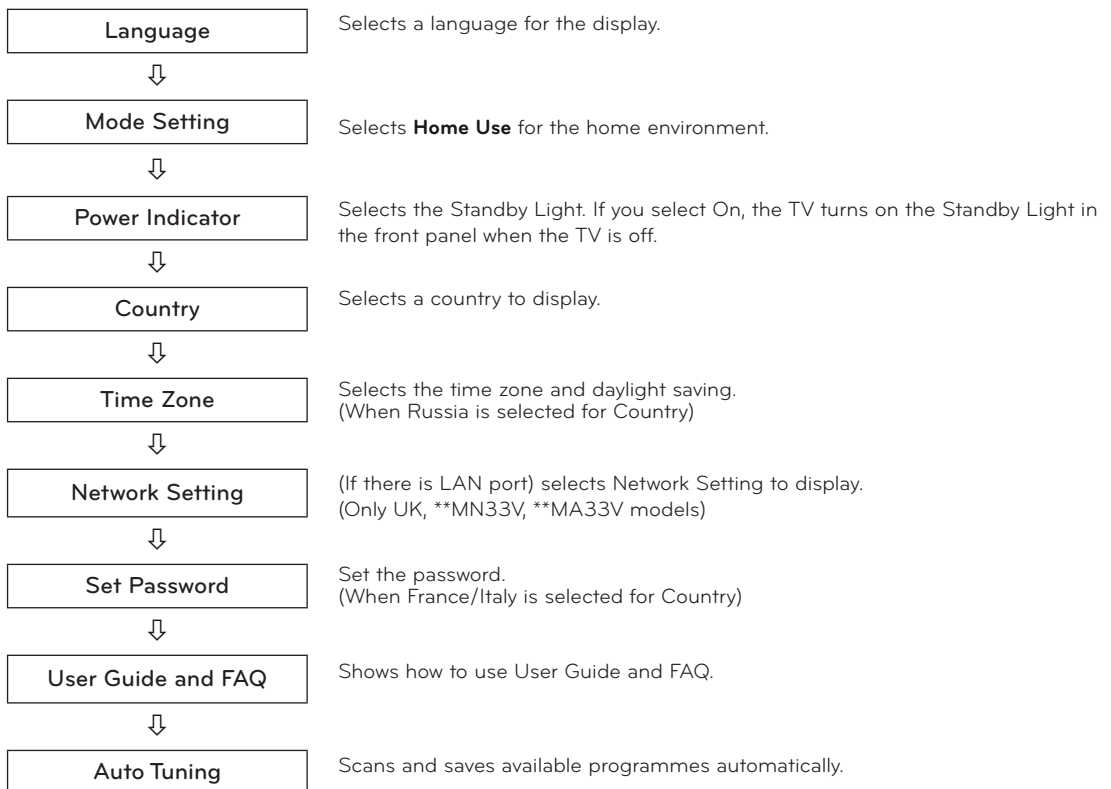 Language
Selects a language for the display.
Mode Setting
Selects Home Use for the home environment.
Power Indicator
Selects the Standby Light. If you select On, the TV turns on the Standby Light in
the front panel when the TV is off.
Country
Selects a country to display.
Time Zone
Selects the time zone and daylight saving.
(When Russia is selected for Country)
Network Setting
(If there is LAN port) selects Network Setting to display.
(Only UK, **MN33V, **MA33V models)
Set Password
Set the password.
(When France/Italy is selected for Country)
User Guide and FAQ
Shows how to use User Guide and FAQ.
Auto Tuning
Scans and saves available programmes automatically.